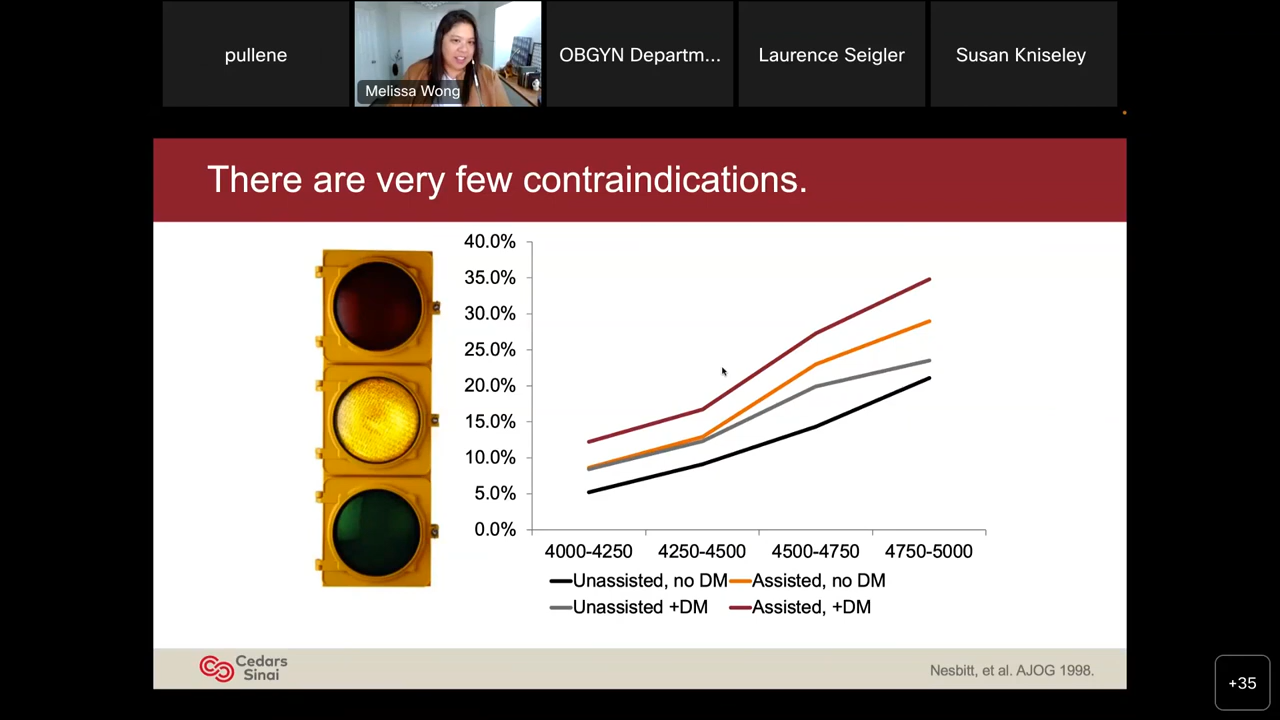 pullene
Melissa Wong
OBGYN Departm...
Laurence Seigler
Susan Kniseley
There are very few contraindications.
40.0%
35.0%
30.0%
25.0%
20.0%
15.0%
10.0%
5.0%
0.0%
4000-4250 4250-4500 4500-4750 4750-5000
Unassisted, no DM Assisted, no DM
Unassisted +DM Assisted, +DM
Cedars
Sinai
Nesbitt, et al. AJOG 1998.
+35